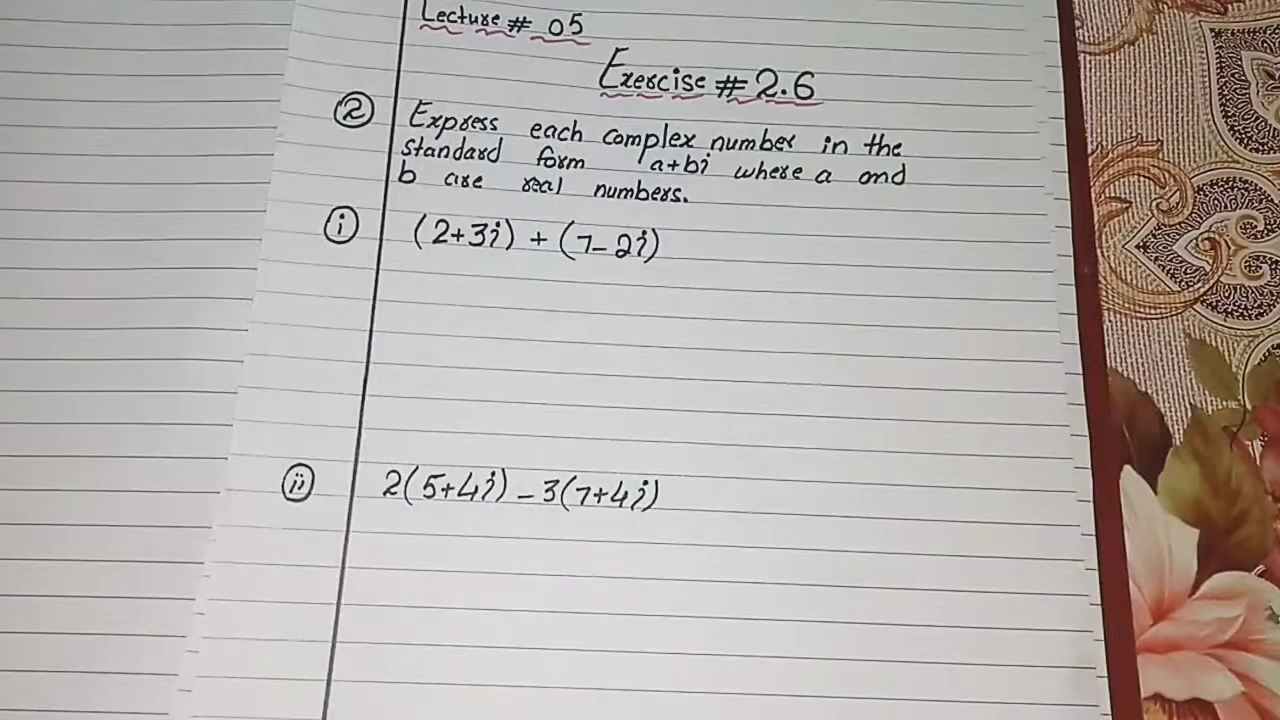 Lecture # 05
Exercise # 2.6
② Express each complex number in the
standard form a+bi where a and
b are real numbers.
ⓘ (2+3i) + (7-2i)
ⅱ 2(5+4i) - 3(7+4i)